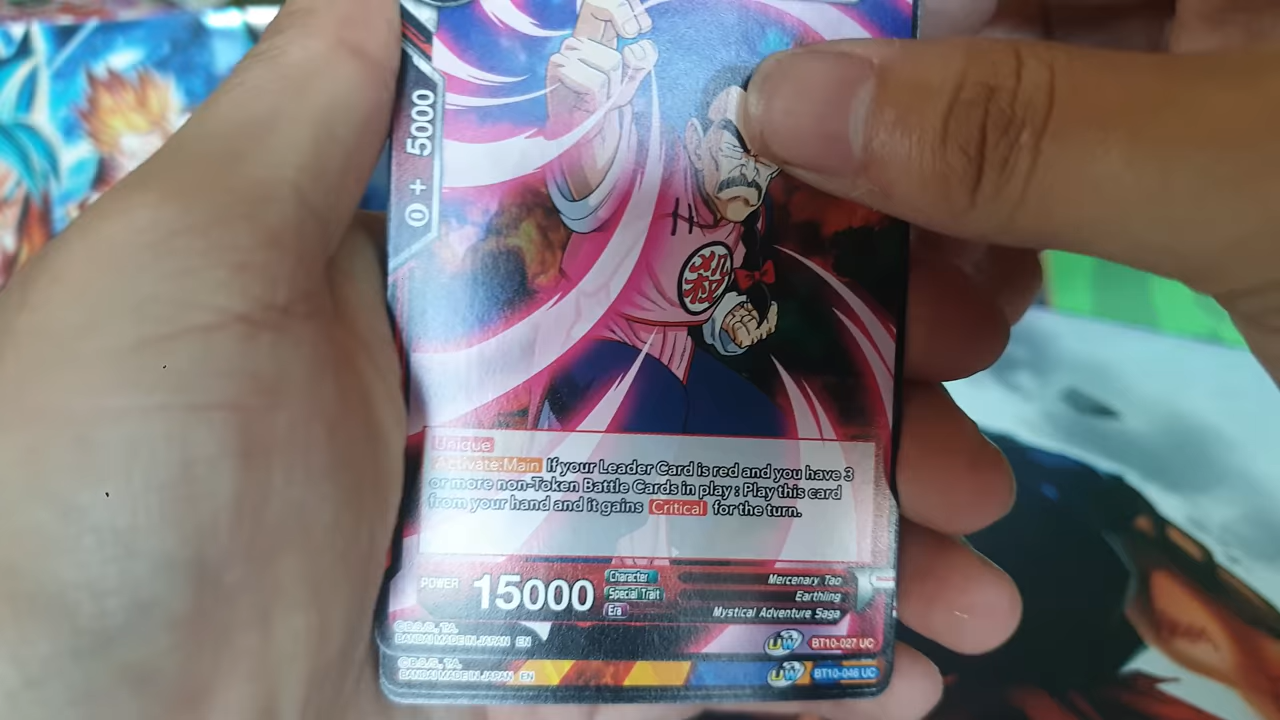 0 + 5000
Unique
Activate:Main If your Leader Card is red and you have 3
or more non-Token Battle Cards in play : Play this card
from your hand and it gains Critical for the turn.
POWER 15000
Character Mercenary Tao
Special Trait Earthling
Era Mystical Adventure Saga
©B.S./S., T.A.
BANDAI MADE IN JAPAN EN
UW BT10-027 UC
©B.S./S., T.A.
BANDAI MADE IN JAPAN EN
UW BT10-046 UC